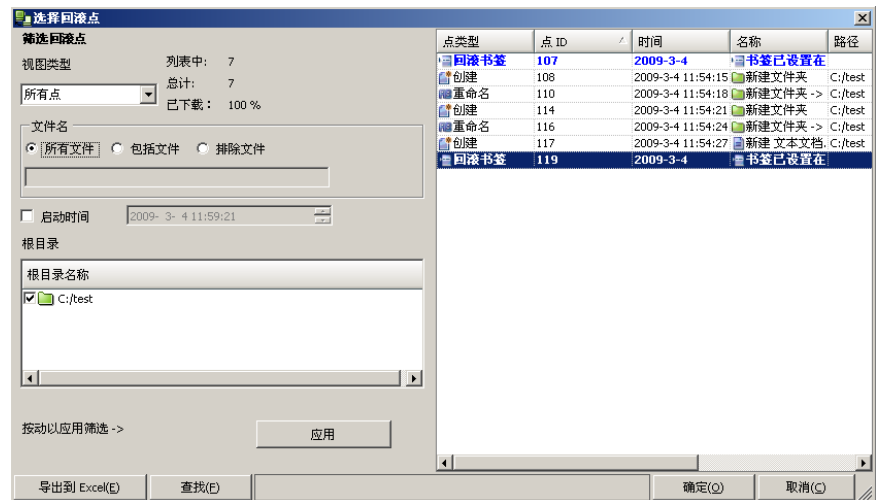 选择回滚点
筛选回滚点
视图类型
列表中: 7
总计: 7
所有点
已下载: 100 %
文件名
所有文件 包括文件 排除文件
启动时间 2009- 3- 4 11:59:21
根目录
根目录名称
C:/test
按动以应用筛选 ->
应用
点类型 点 ID 时间 名称 路径
回滚书签 107 2009-3-4 书签已设置在
创建 108 2009-3-4 11:54:15 新建文件夹 C:/test
重命名 110 2009-3-4 11:54:18 新建文件夹 -> C:/test
创建 114 2009-3-4 11:54:21 新建文件夹 C:/test
重命名 116 2009-3-4 11:54:24 新建文件夹 -> C:/test
创建 117 2009-3-4 11:54:27 新建 文本文档. C:/test
回滚书签 119 2009-3-4 书签已设置在
导出到 Excel(E) 查找(F) 确定(O) 取消(C)